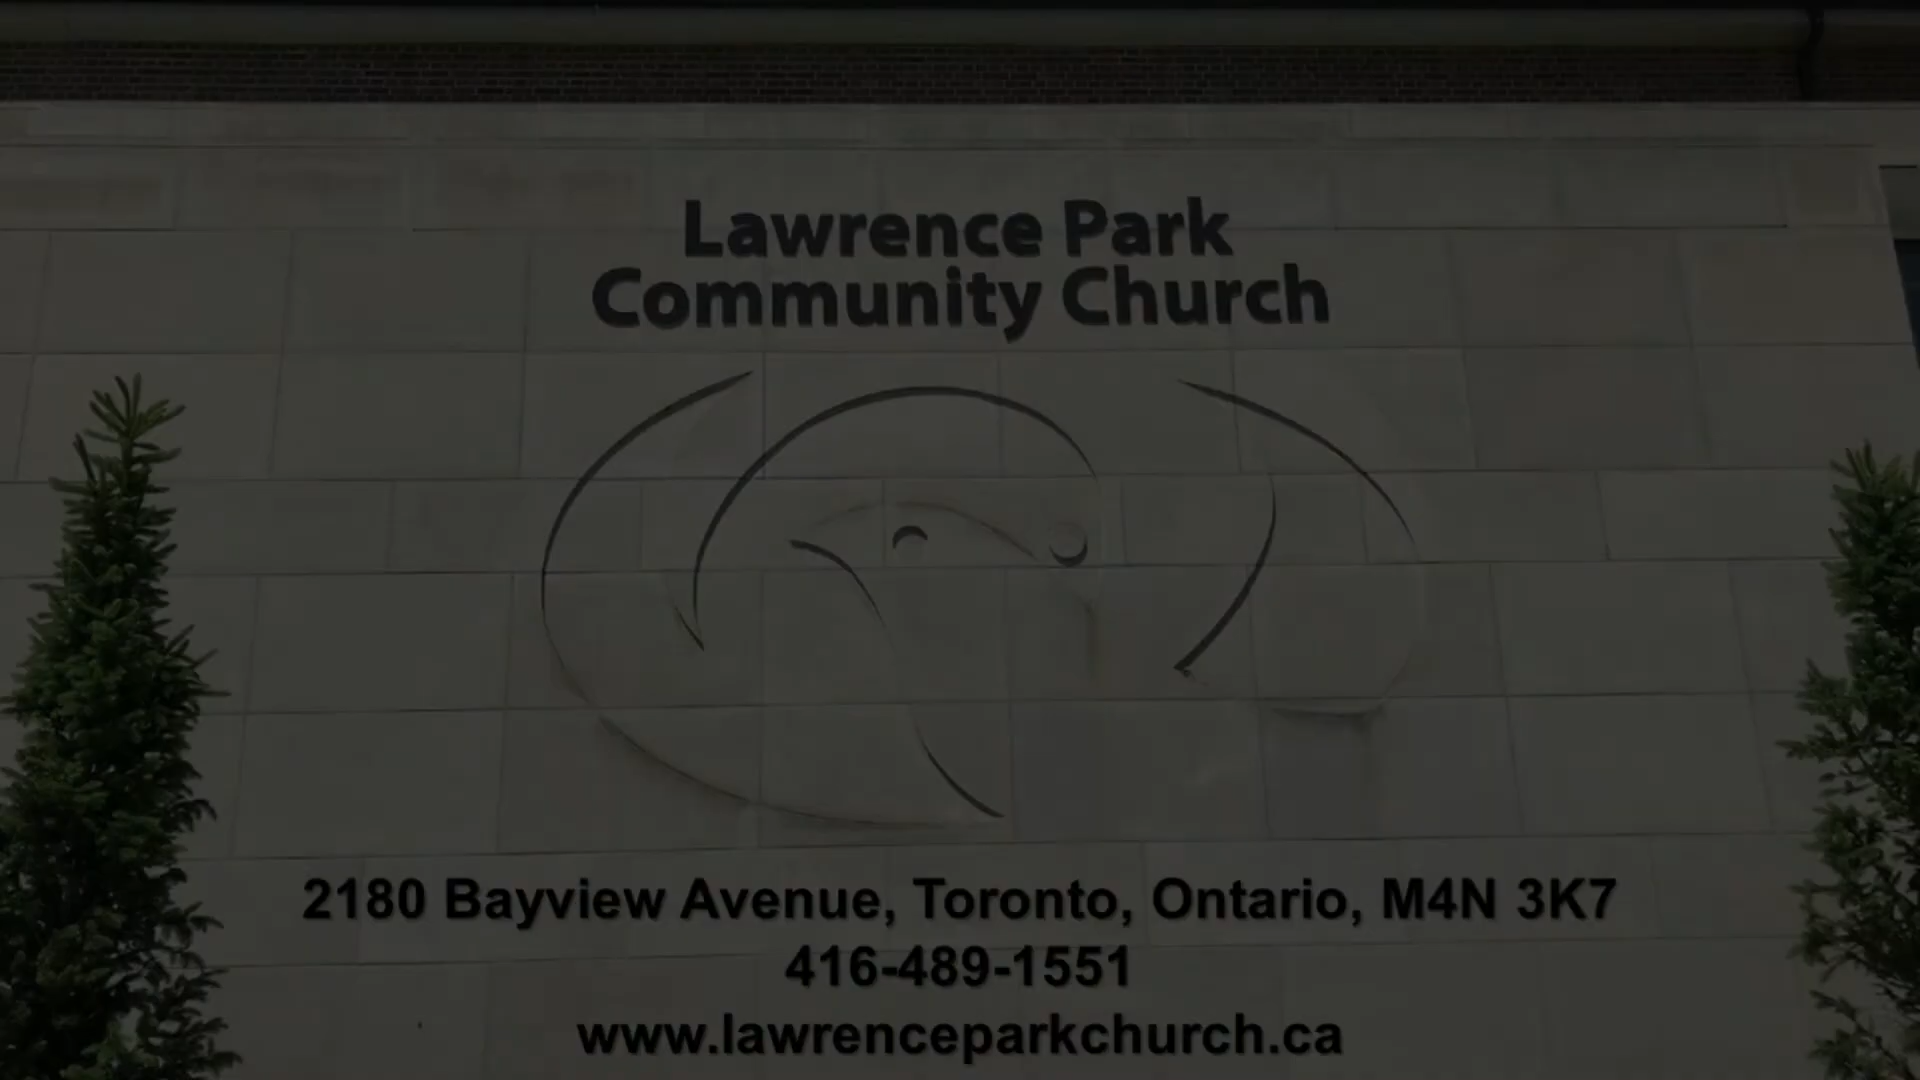 Lawrence Park
Community Church
2180 Bayview Avenue, Toronto, Ontario, M4N 3K7
416-489-1551
www.lawrenceparkchurch.ca